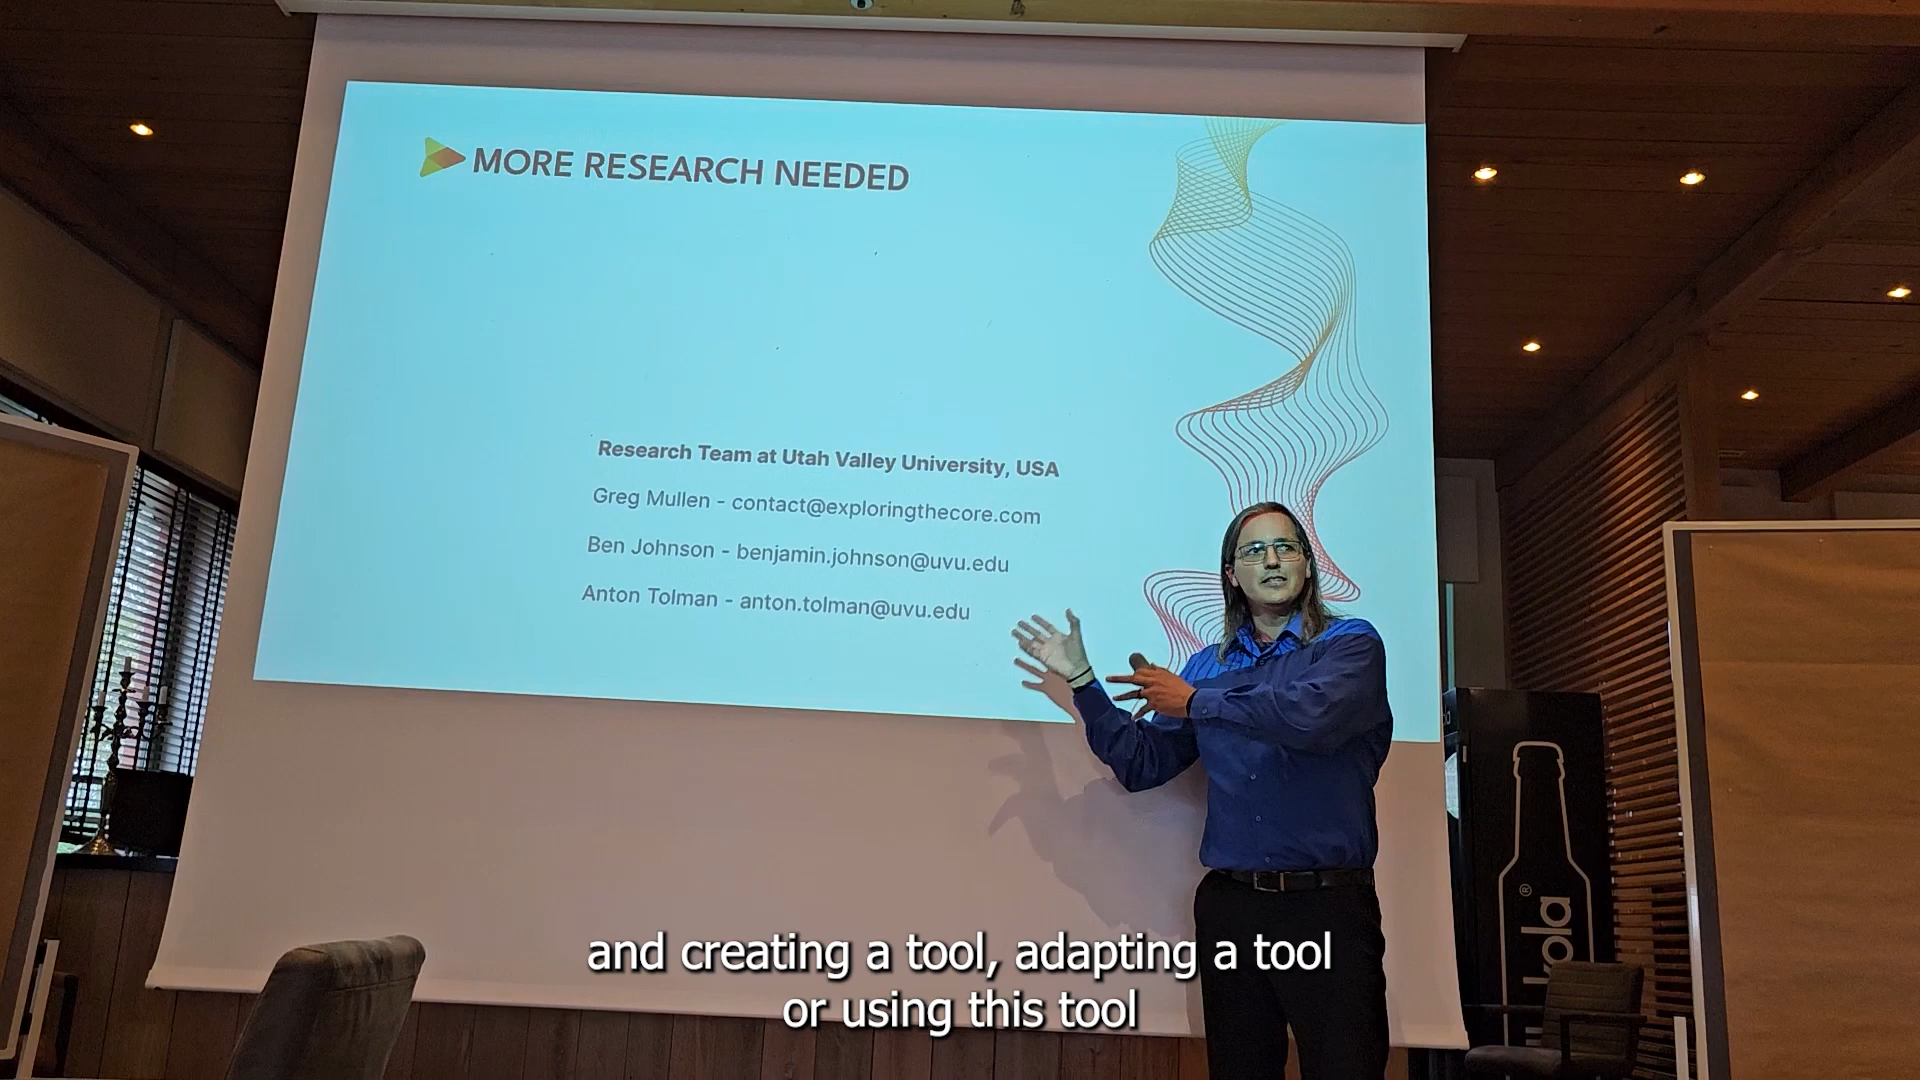 MORE RESEARCH NEEDED
Research Team at Utah Valley University, USA
Greg Mullen - contact@exploringthecore.com
Ben Johnson - benjamin.johnson@uvu.edu
Anton Tolman - anton.tolman@uvu.edu
and creating a tool, adapting a tool
or using this tool